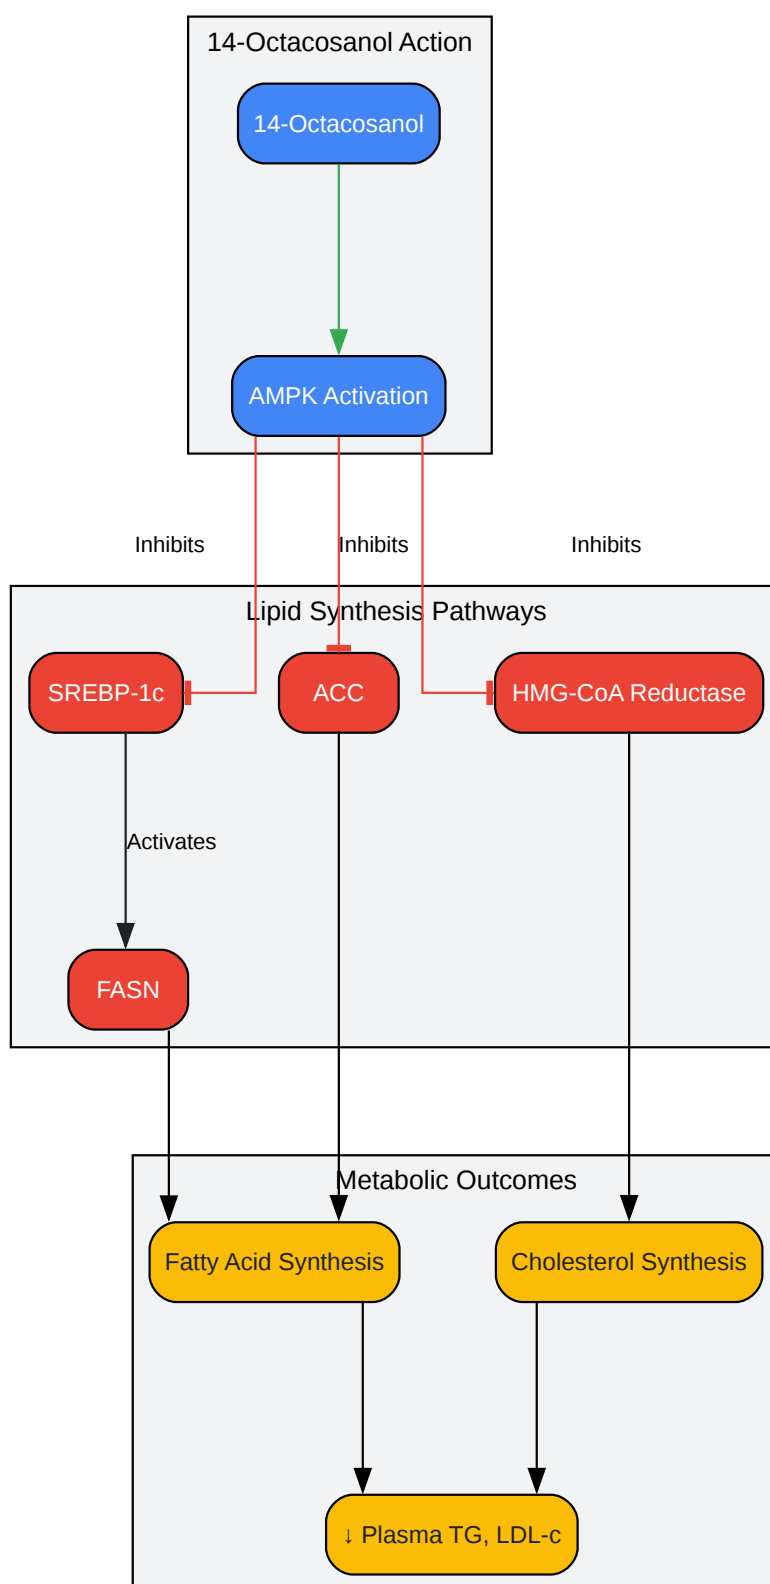 14-Octacosanol Action
14-Octacosanol
AMPK Activation
Inhibits
Inhibits
Inhibits
Lipid Synthesis Pathways
SREBP-1c
ACC
HMG-CoA Reductase
Activates
FASN
Metabolic Outcomes
Fatty Acid Synthesis
Cholesterol Synthesis
↓ Plasma TG, LDL-c